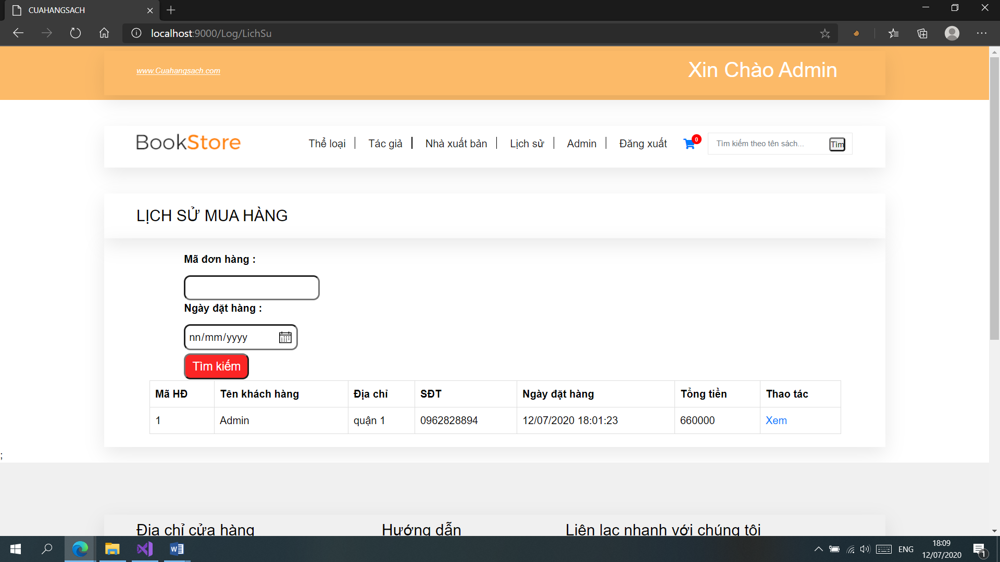 CUAHANGSACH
localhost:9000/Log/LichSu
www.Cuahangsach.com
Xin Chào Admin
BookStore
Thể loại
Tác giả
Nhà xuất bản
Lịch sử
Admin
Đăng xuất
0
Tìm kiếm theo tên sách...
Tìm
LỊCH SỬ MUA HÀNG
Mã đơn hàng :
Ngày đặt hàng :
nn/mm/yyyy
Tìm kiếm
Mã HĐ Tên khách hàng Địa chỉ SĐT Ngày đặt hàng Tổng tiền Thao tác
1 Admin quận 1 0962828894 12/07/2020 18:01:23 660000 Xem
;
Địa chỉ cửa hàng
Hướng dẫn
Liên lạc nhanh với chúng tôi
ENG
18:09
12/07/2020
1